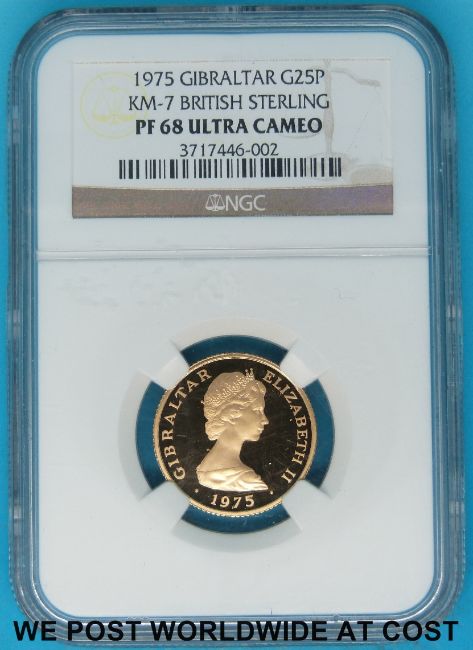 1975 GIBRALTAR G25P
KM-7 BRITISH STERLING
PF 68 ULTRA CAMEO
3717446-002
NGC
GIBRALTAR ELIZABETH II
· 1975 ·
WE POST WORLDWIDE AT COST